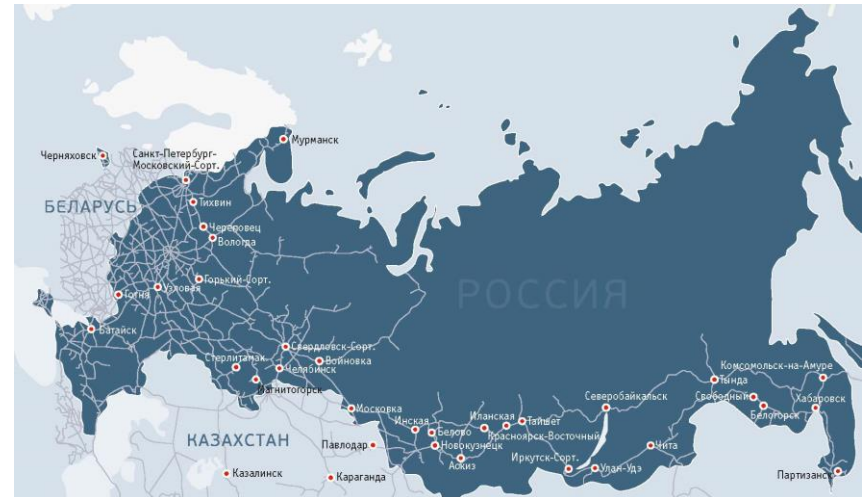 Мурманск
Черняховск
Санкт-Петербург-
Московский-Сорт.
БЕЛАРУСЬ
Тихвин
Череповец
Вологда
Горький-Сорт.
Готня
Узловая
РОССИЯ
Батайск
Свердловск-Сорт.
Стерлитамак
Войновка
Челябинск
Магнитогорск
Комсомольск-на-Амуре
Тында
Северобайкальск
Свободный
Хабаровск
Белогорск
Московка
Инская
Иланская
Тайшет
Белово
Красноярск-Восточный
КАЗАХСТАН
Павлодар
Новокузнецк
Чита
Аскиз
Иркутск-Сорт.
Улан-Удэ
Казалинск
Караганда
Партизанск